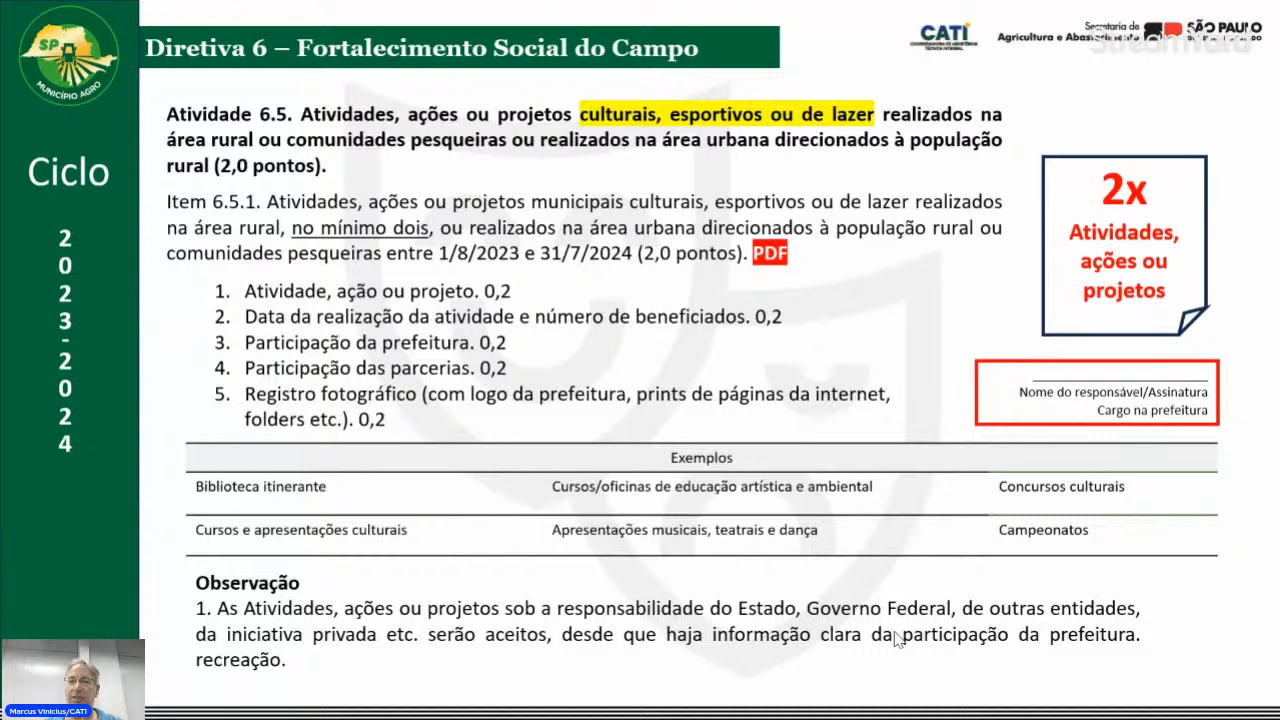 SP
MUNICÍPIO AGRO
Diretiva 6 – Fortalecimento Social do Campo
CATI
COORDENADORIA DE ASSISTÊNCIA
TÉCNICA INTEGRAL
Secretaria de
Agricultura e Abastecimento
SÃO PAULO
Ciclo
2
0
2
3
-
2
0
2
4
Atividade 6.5. Atividades, ações ou projetos culturais, esportivos ou de lazer realizados na
área rural ou comunidades pesqueiras ou realizados na área urbana direcionados à população
rural (2,0 pontos).
Item 6.5.1. Atividades, ações ou projetos municipais culturais, esportivos ou de lazer realizados
na área rural, no mínimo dois, ou realizados na área urbana direcionados à população rural ou
comunidades pesqueiras entre 1/8/2023 e 31/7/2024 (2,0 pontos). PDF
1. Atividade, ação ou projeto. 0,2
2. Data da realização da atividade e número de beneficiados. 0,2
3. Participação da prefeitura. 0,2
4. Participação das parcerias. 0,2
5. Registro fotográfico (com logo da prefeitura, prints de páginas da internet,
folders etc.). 0,2
2x
Atividades,
ações ou
projetos
Nome do responsável/Assinatura
Cargo na prefeitura
Exemplos
Biblioteca itinerante Cursos/oficinas de educação artística e ambiental Concursos culturais
Cursos e apresentações culturais Apresentações musicais, teatrais e dança Campeonatos
Observação
1. As Atividades, ações ou projetos sob a responsabilidade do Estado, Governo Federal, de outras entidades,
da iniciativa privada etc. serão aceitos, desde que haja informação clara da participação da prefeitura.
recreação.
Marcus Vinicius/CATI